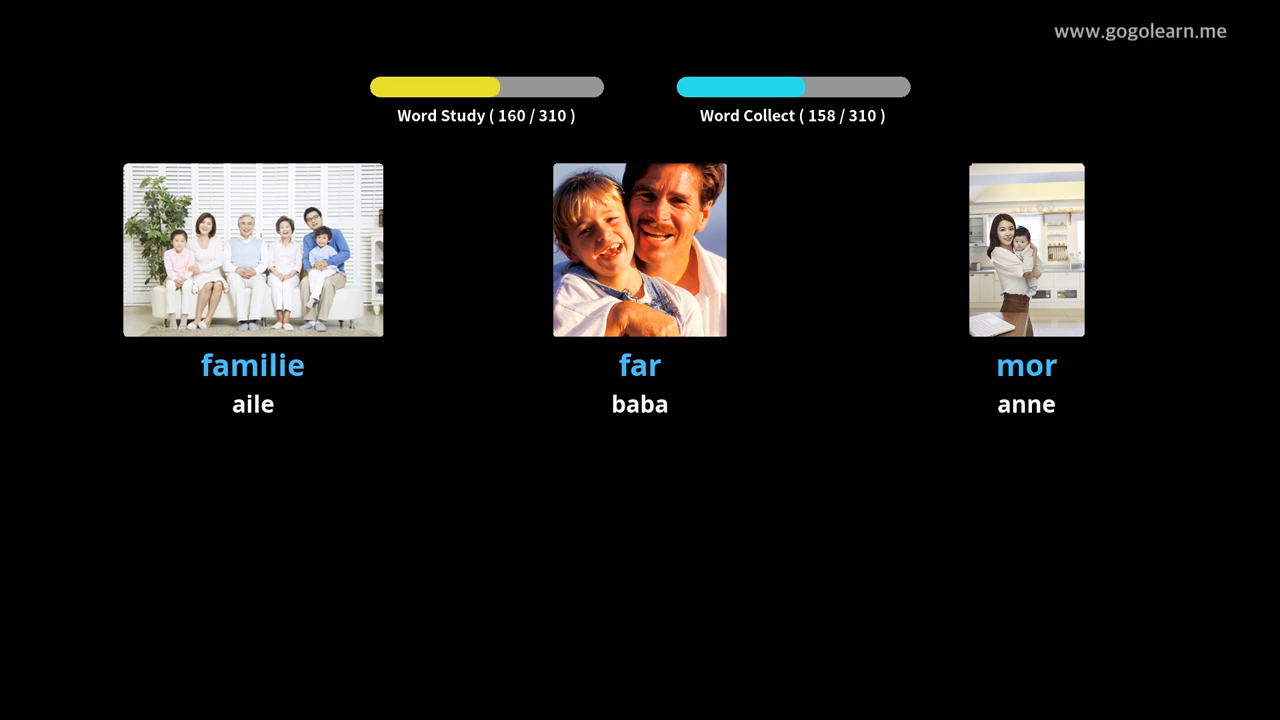 www.gogolearn.me
Word Study ( 160 / 310 )
Word Collect ( 158 / 310 )
familie
far
mor
aile
baba
anne